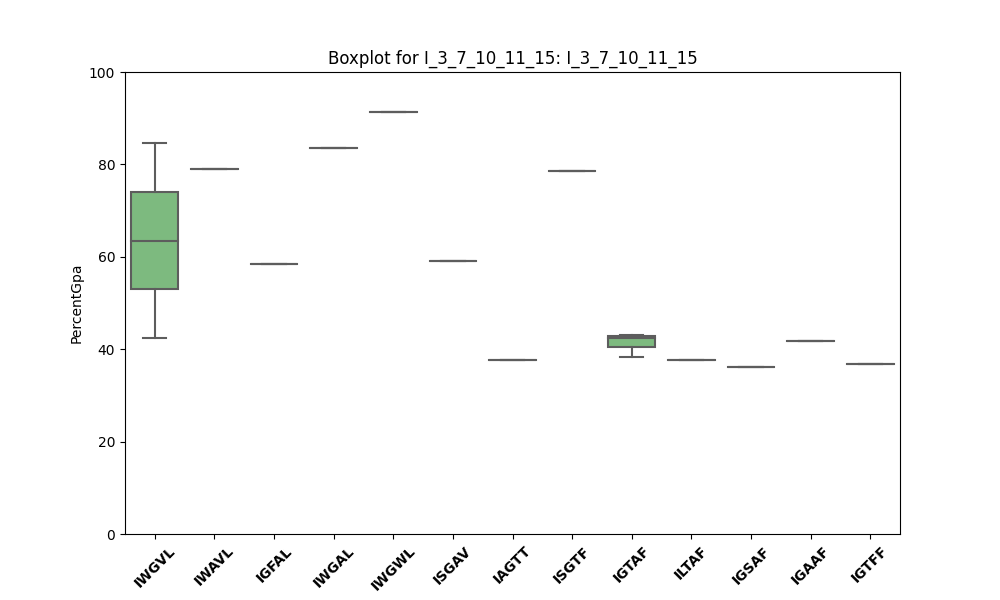 Boxplot for I_3_7_10_11_15: I_3_7_10_11_15
PercentGpa
100
80
60
40
20
0
IWGVL
IWAVL
IGFAL
IWGAL
IWGWL
ISGAV
IAGTT
ISGTF
IGTAF
ILTAF
IGSAF
IGAAF
IGTFF